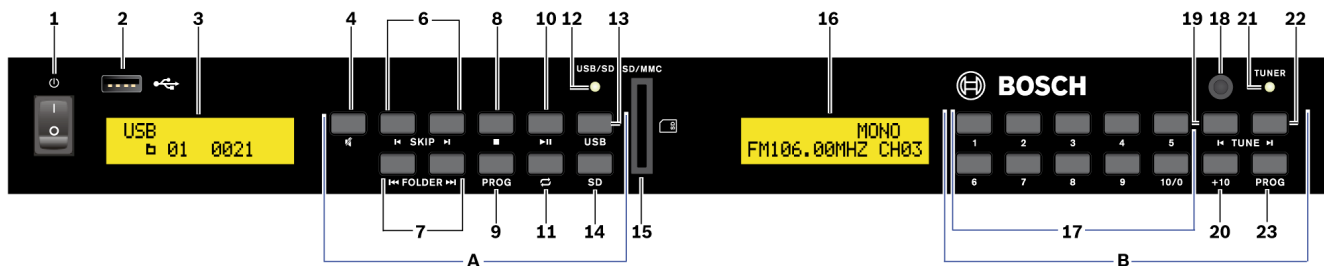 1 2 3 4 6 8 10 12 13 16 19 18 21 22
USB/SD SD/MMC
TUNER
BOSCH
USB
01 0021
MONO
FM106.00MHZ CH03
SKIP USB
1 2 3 4 5 TUNE
FOLDER PROG SD
SD
6 7 8 9 10/0 +10 PROG
7 9 11 14 15 17 20 23
A B